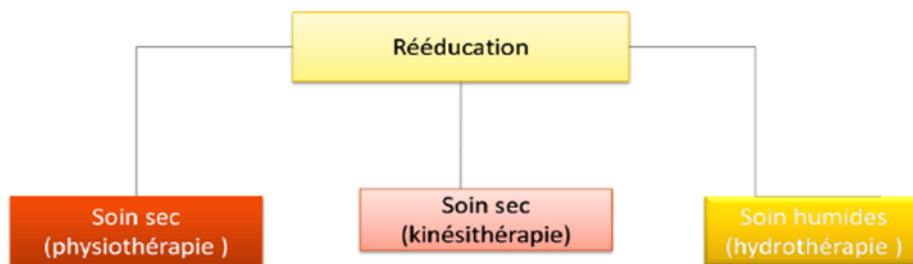 Rééducation
Soin sec
(physiothérapie )
Soin sec
(kinésithérapie)
Soin humides
(hydrothérapie )